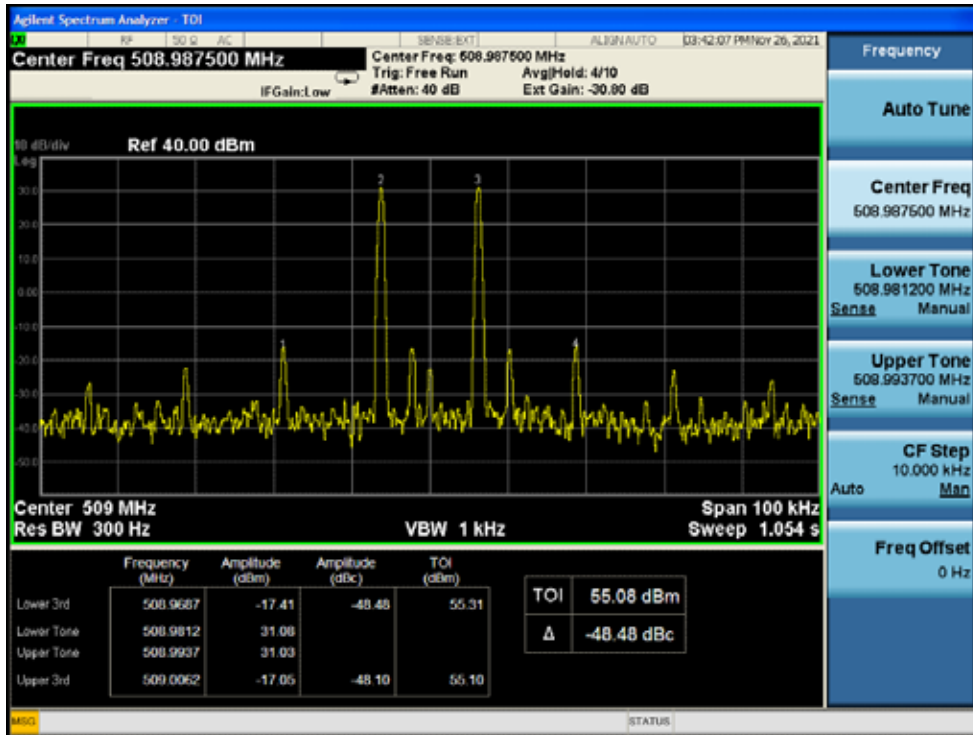 Agilent Spectrum Analyzer - TOI
RF 50 Ω AC SENSE:EXT ALIGNAUTO 03:42:07 PM Nov 26, 2021
Center Freq 508.987500 MHz
Center Freq: 508.987500 MHz
Trig: Free Run Avg|Hold: 4/10
IFGain:Low #Atten: 40 dB Ext Gain: -30.80 dB
10 dB/div Ref 40.00 dBm
Log
30.0
20.0
10.0
0.00
-10.0
-20.0
-30.0
-40.0
-50.0
1 2 3 4
Center 509 MHz Span 100 kHz
Res BW 300 Hz VBW 1 kHz Sweep 1.054 s
Frequency (MHz) Amplitude (dBm) Amplitude (dBc) TOI (dBm)
Lower 3rd 508.9687 -17.41 -48.48 55.31
Lower Tone 508.9812 31.08
Upper Tone 508.9937 31.03
Upper 3rd 509.0062 -17.05 -48.10 55.10
TOI 55.08 dBm
Δ -48.48 dBc
Frequency
Auto Tune
Center Freq
508.987500 MHz
Lower Tone
508.981200 MHz
Sense Manual
Upper Tone
508.993700 MHz
Sense Manual
CF Step
10.000 kHz
Auto Man
Freq Offset
0 Hz
MSG STATUS